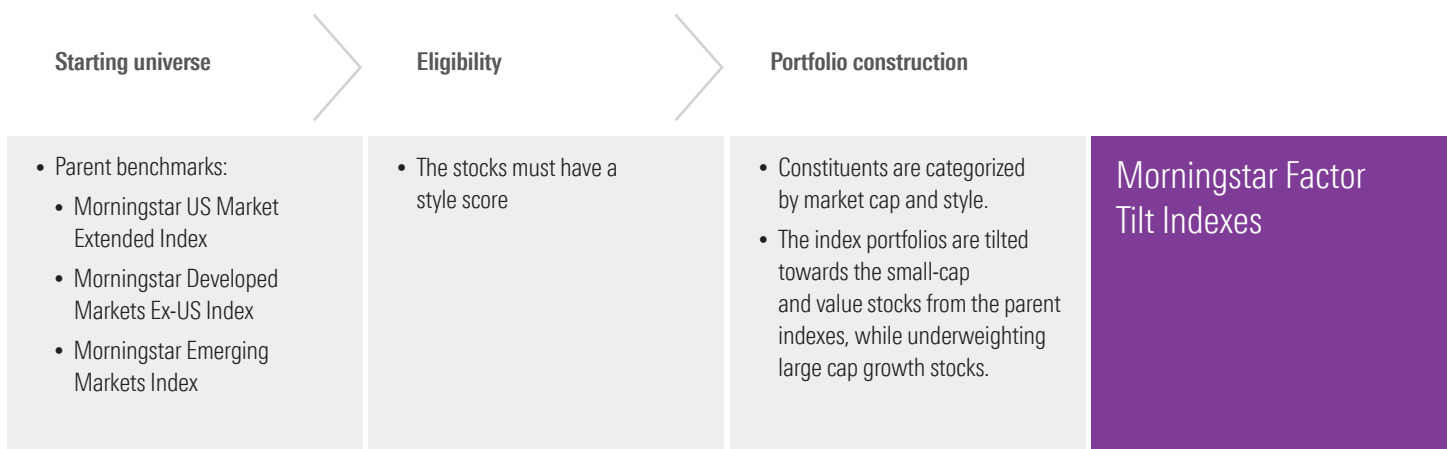 Starting universe
Eligibility
Portfolio construction
• Parent benchmarks:
• Morningstar US Market
Extended Index
• Morningstar Developed
Markets Ex-US Index
• Morningstar Emerging
Markets Index
• The stocks must have a
style score
• Constituents are categorized
by market cap and style.
• The index portfolios are tilted
towards the small-cap
and value stocks from the parent
indexes, while underweighting
large cap growth stocks.
Morningstar Factor
Tilt Indexes